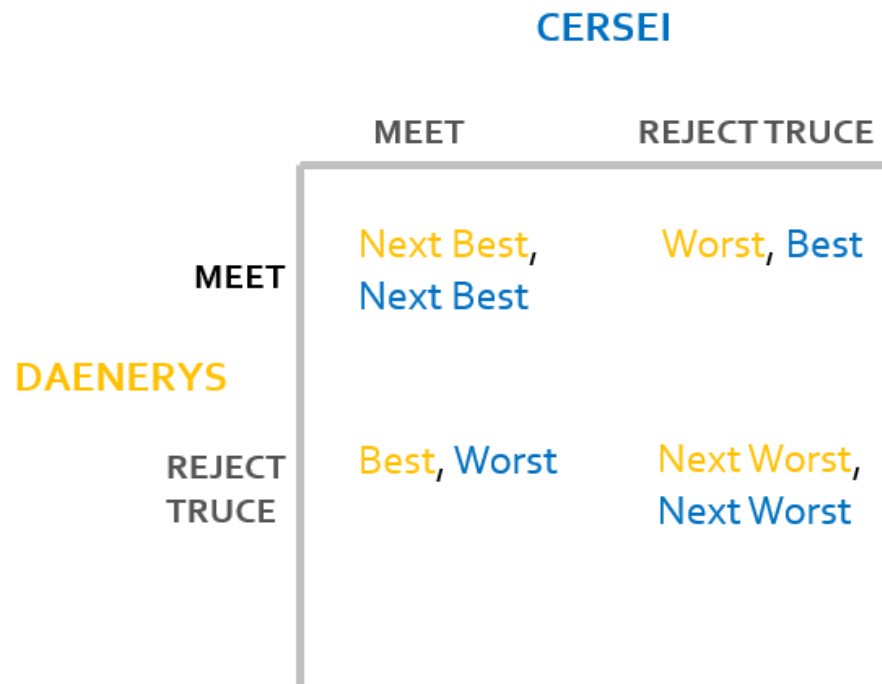 CERSEI
MEET REJECT TRUCE
Next Best, Worst, Best
MEET
Next Best
DAENERYS
Best, Worst Next Worst,
REJECT
TRUCE Next Worst